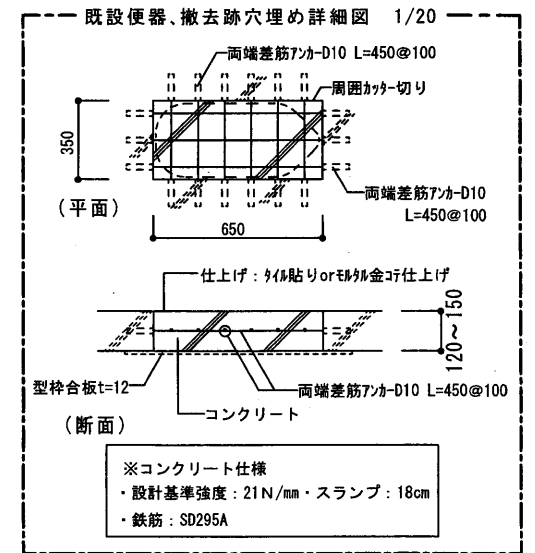 既設便器、撤去跡穴埋め詳細図 1/20
両端差筋ｱﾝｶｰD10 L=450@100
周囲ｶｯﾀｰ切り
350
(平面)
両端差筋ｱﾝｶｰD10
L=450@100
650
仕上げ：ﾀｲﾙ貼りorﾓﾙﾀﾙ金ｺﾃ仕上げ
120～150
型枠合板t=12
両端差筋ｱﾝｶｰD10 L=450@100
コンクリート
(断面)
※コンクリート仕様
・設計基準強度：21N/mm・スランプ：18cm
・鉄筋：SD295A